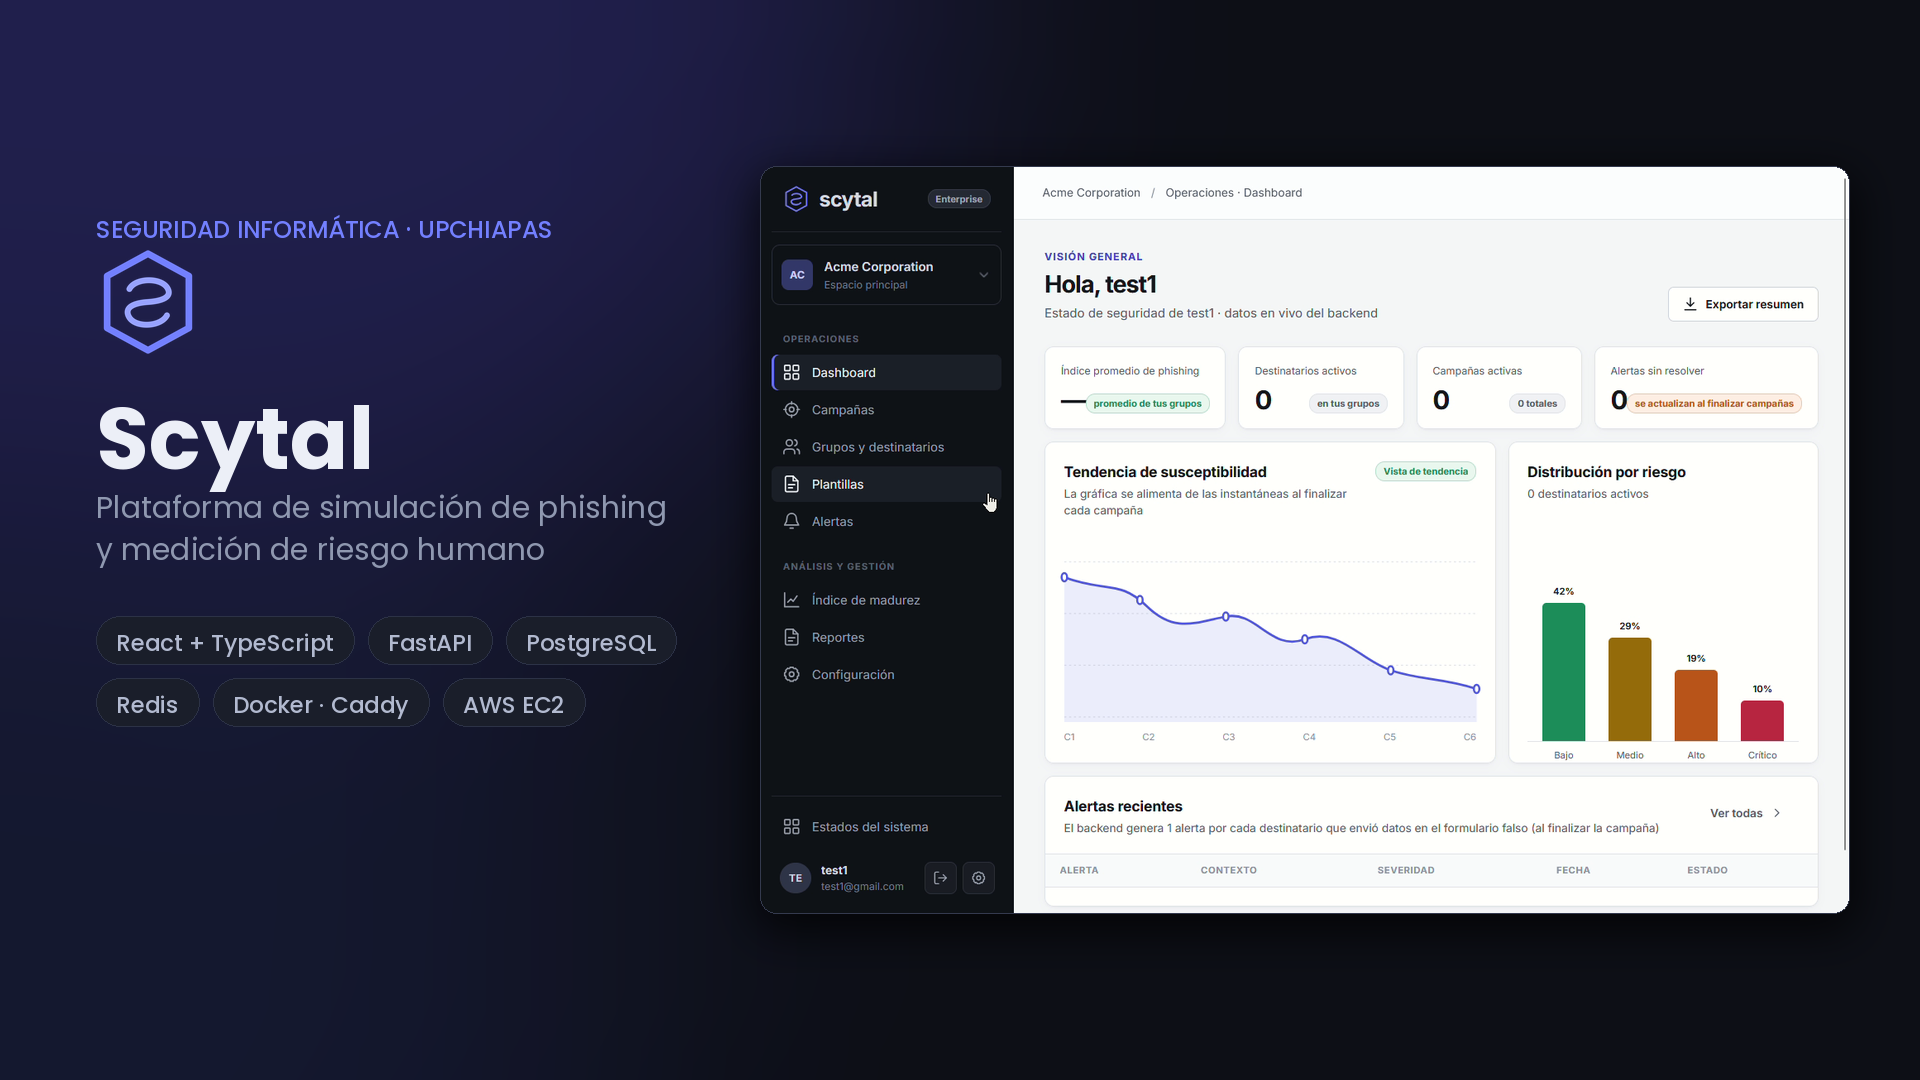 SEGURIDAD INFORMÁTICA · UPCHIAPAS
Scytal
Plataforma de simulación de phishing
y medición de riesgo humano
React + TypeScript
FastAPI
PostgreSQL
Redis
Docker · Caddy
AWS EC2
scytal
Enterprise
AC
Acme Corporation
Espacio principal
OPERACIONES
Dashboard
Campañas
Grupos y destinatarios
Plantillas
Alertas
ANÁLISIS Y GESTIÓN
Índice de madurez
Reportes
Configuración
Estados del sistema
TE
test1
test1@gmail.com
Acme Corporation / Operaciones · Dashboard
VISIÓN GENERAL
Hola, test1
Estado de seguridad de test1 · datos en vivo del backend
Exportar resumen
Índice promedio de phishing
— promedio de tus grupos
Destinatarios activos
0 en tus grupos
Campañas activas
0 0 totales
Alertas sin resolver
0 se actualizan al finalizar campañas
Tendencia de susceptibilidad
Vista de tendencia
La gráfica se alimenta de las instantáneas al finalizar
cada campaña
C1 C2 C3 C4 C5 C6
Distribución por riesgo
0 destinatarios activos
42%
29%
19%
10%
Bajo Medio Alto Crítico
Alertas recientes
El backend genera 1 alerta por cada destinatario que envió datos en el formulario falso (al finalizar la campaña)
Ver todas
ALERTA CONTEXTO SEVERIDAD FECHA ESTADO